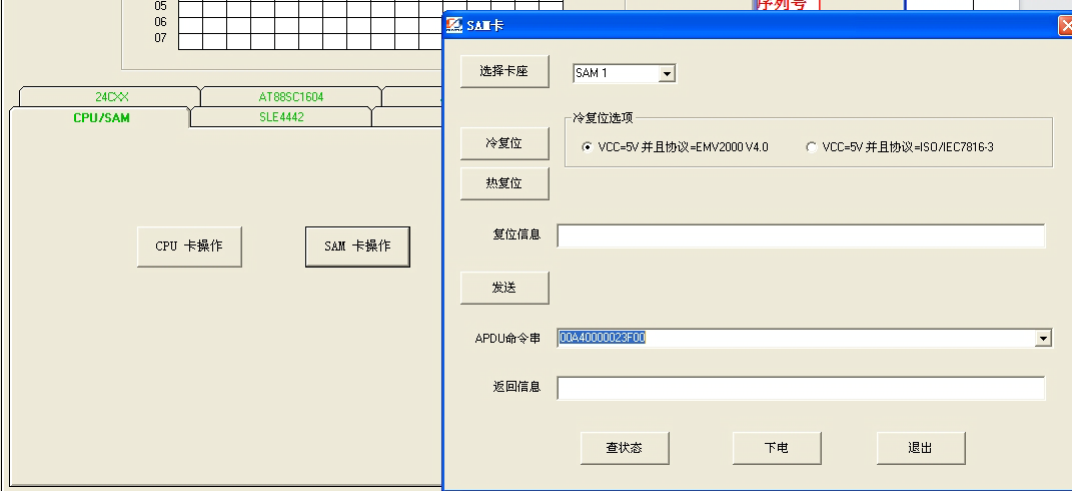 05
06
07
序列号
SAM卡
24CXX
AT88SC1604
CPU/SAM
SLE4442
选择卡座
SAM 1
冷复位选项
冷复位
VCC=5V 并且协议=EMV2000 V4.0
VCC=5V 并且协议=ISO/IEC7816-3
热复位
复位信息
CPU 卡操作
SAM 卡操作
发送
APDU命令串
00A40000023F00
返回信息
查状态
下电
退出